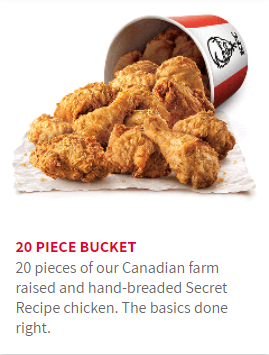 KFC
20 PIECE BUCKET
20 pieces of our Canadian farm
raised and hand-breaded Secret
Recipe chicken. The basics done
right.